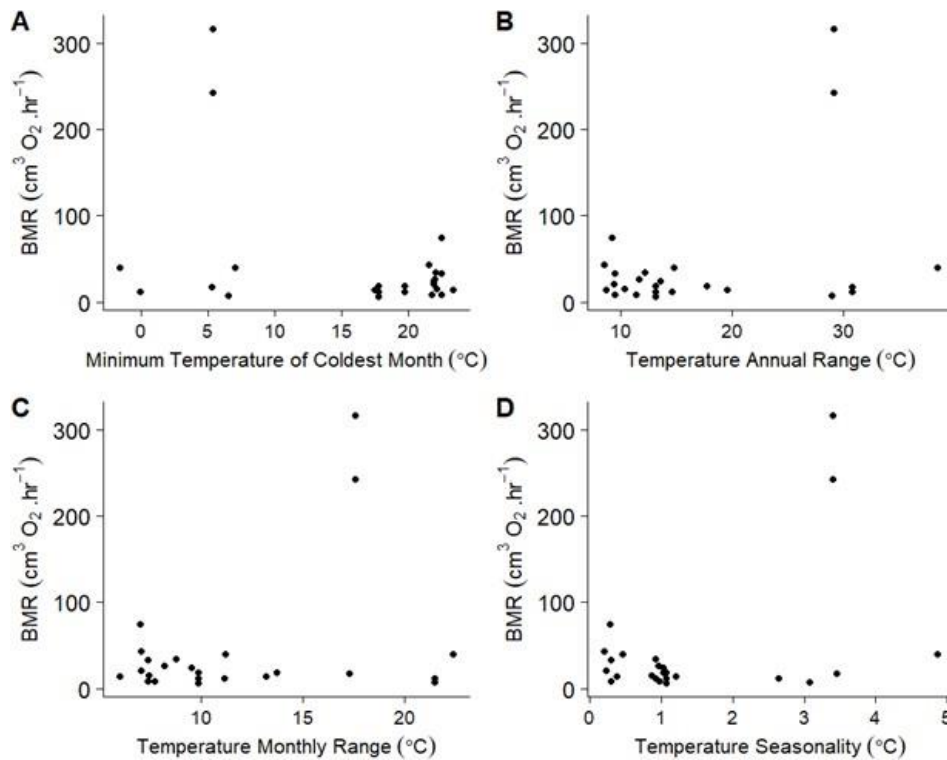 A
BMR (cm³ O₂ .hr⁻¹)
300
200
100
0
0 5 10 15 20
Minimum Temperature of Coldest Month (°C)
B
BMR (cm³ O₂ .hr⁻¹)
300
200
100
0
10 20 30
Temperature Annual Range (°C)
C
BMR (cm³ O₂ .hr⁻¹)
300
200
100
0
10 15 20
Temperature Monthly Range (°C)
D
BMR (cm³ O₂ .hr⁻¹)
300
200
100
0
0 1 2 3 4 5
Temperature Seasonality (°C)